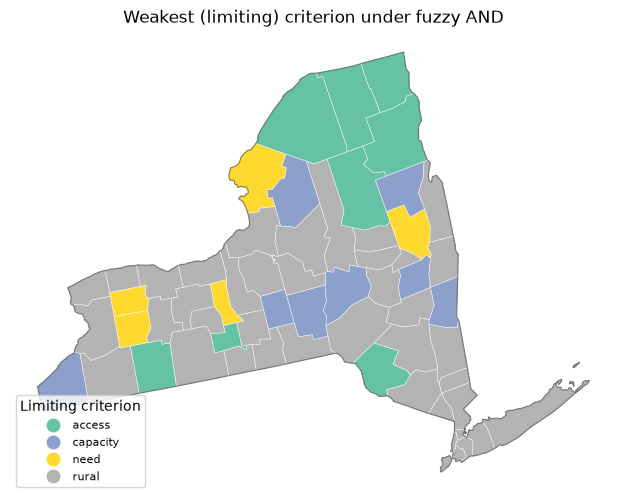 Weakest (limiting) criterion under fuzzy AND
Limiting criterion
access
capacity
need
rural